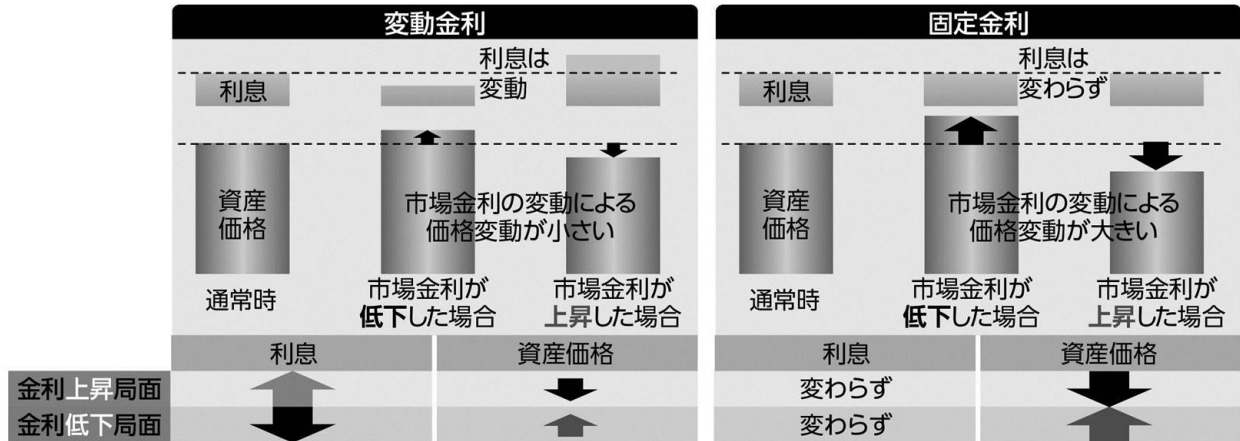 変動金利
利息は
変動
利息
資産
価格
市場金利の変動による
価格変動が小さい
通常時
市場金利が
低下した場合
市場金利が
上昇した場合
固定金利
利息は
変わらず
利息
資産
価格
市場金利の変動による
価格変動が大きい
通常時
市場金利が
低下した場合
市場金利が
上昇した場合
利息 資産価格 利息 資産価格
金利上昇局面 変わらず
金利低下局面 変わらず